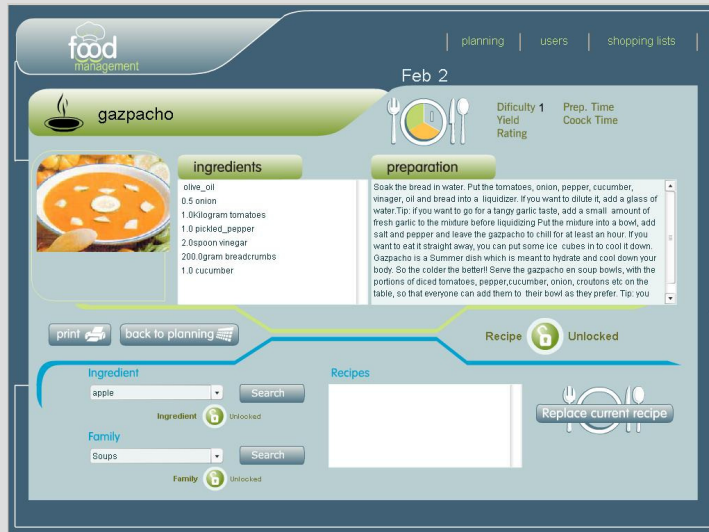 food
management
planning
users
shopping lists
Feb 2
gazpacho
Dificulty 1
Prep. Time
Yield
Coock Time
Rating
ingredients
olive_oil
0.5 onion
1.0Kilogram tomatoes
1.0 pickled_pepper
2.0spoon vinegar
200.0gram breadcrumbs
1.0 cucumber
preparation
Soak the bread in water. Put the tomatoes, onion, pepper, cucumber,
vinager, oil and bread into a liquidizer. If you want to dilute it, add a glass of
water.Tip: if you want to go for a tangy garlic taste, add a small amount of
fresh garlic to the mixture before liquidizing Put the mixture into a bowl, add
salt and pepper and leave the gazpacho to chill for at least an hour. If you
want to eat it straight away, you can put some ice cubes in to cool it down.
Gazpacho is a Summer dish which is meant to hydrate and cool down your
body. So the colder the better!! Serve the gazpacho en soup bowls, with the
portions of diced tomatoes, pepper,cucumber, onion, croutons etc on the
table, so that everyone can add them to their bowl as they prefer. Tip: you
print
back to planning
Recipe
Unlocked
Ingredient
apple
Search
Ingredient
Unlocked
Family
Soups
Search
Family
Unlocked
Recipes
Replace current recipe